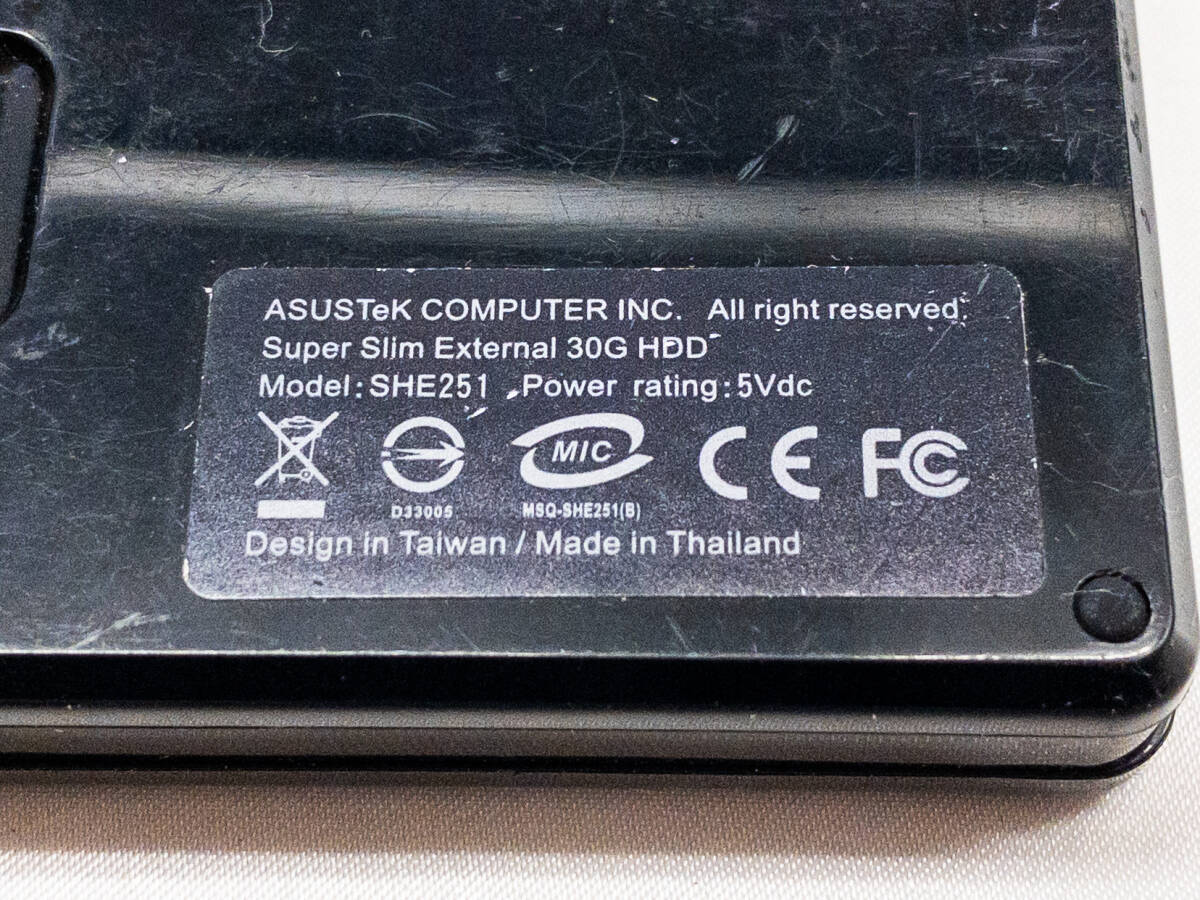 ASUSTeK COMPUTER INC. All right reserved.
Super Slim External 30G HDD
Model:SHE251 Power rating:5Vdc
MIC CE FC
D33005 MSQ-SHE251(B)
Design in Taiwan / Made in Thailand